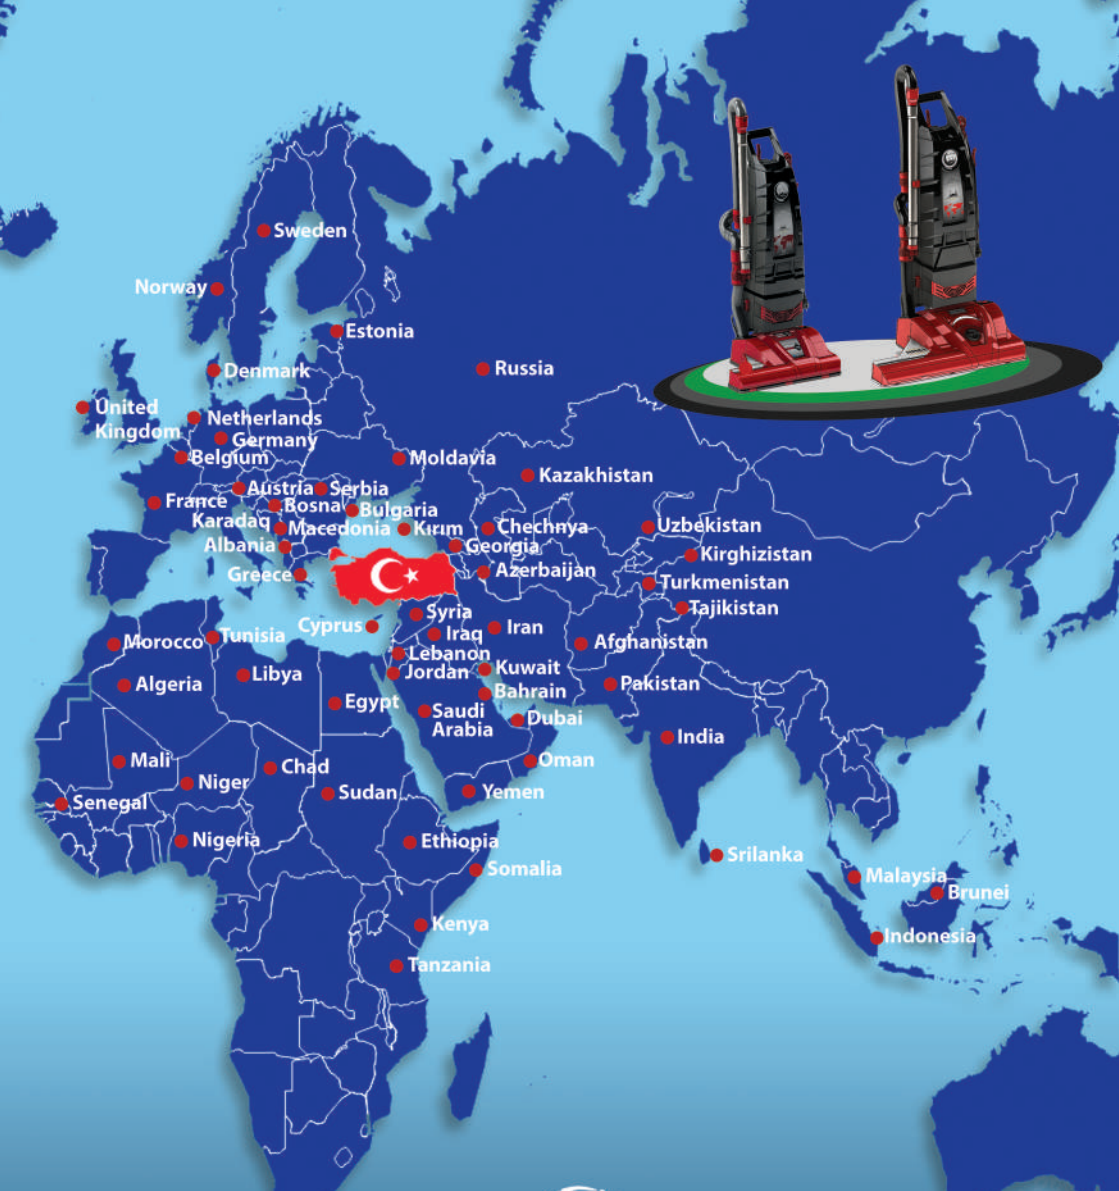 Sweden
Norway
Estonia
Denmark
Russia
United
Kingdom
Netherlands
Germany
Belgium
Moldavia
Kazakhistan
Austria
Serbia
France
Bosna
Bulgaria
Karadaq
Macedonia
Kırım
Chechnya
Uzbekistan
Albania
Georgia
Kirghizistan
Greece
Azerbaijan
Turkmenistan
Tajikistan
Syria
Cyprus
Iran
Iraq
Morocco
Tunisia
Afghanistan
Lebanon
Kuwait
Libya
Jordan
Algeria
Pakistan
Bahrain
Egypt
Saudi
Arabia
Dubai
India
Mali
Oman
Chad
Niger
Sudan
Yemen
Senegal
Nigeria
Ethiopia
Srilanka
Somalia
Malaysia
Brunei
Kenya
Indonesia
Tanzania